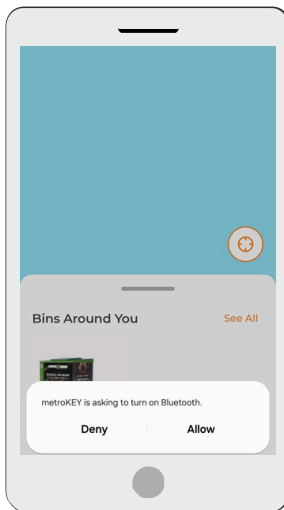 Bins Around You
See All
metroKEY is asking to turn on Bluetooth.
Deny
Allow